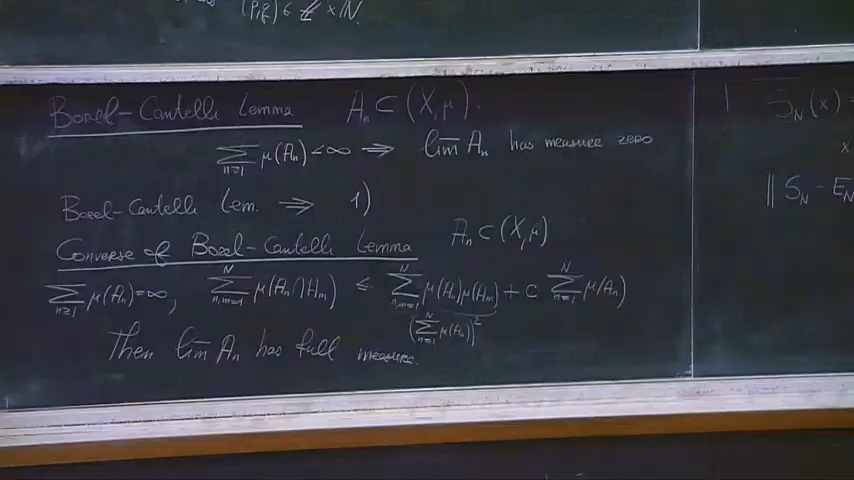 (p,q) ∈ ℤ × ℕ.
Borel-Cantelli Lemma A_n ⊂ (X,μ).
∑_{n≥1} μ(A_n) < ∞ ⇒ \overline{lim} A_n has measure zero
Borel-Cantelli Lem. ⇒ 1)
Converse of Borel-Cantelli Lemma A_n ⊂ (X,μ)
∑_{n≥1} μ(A_n) = ∞, ∑_{n,m=1}^{N} μ(A_n ∩ A_m) ≤ ∑_{n,m=1}^{N} μ(A_n)μ(A_m) + C ∑_{n=1}^{N} μ(A_n)
(∑_{n=1}^{N} μ(A_n))^2
Then \overline{lim} A_n has full measure.
S_N(x) =
x
‖ S_N - E_N